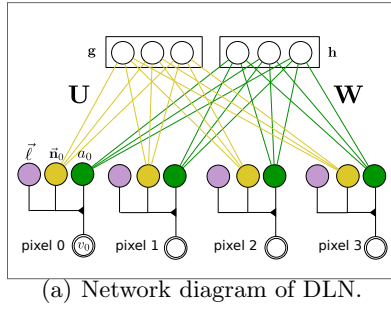 g h
U W
ℓ⃗ n⃗₀ a₀
pixel 0 v₀ pixel 1 pixel 2 pixel 3
(a) Network diagram of DLN.